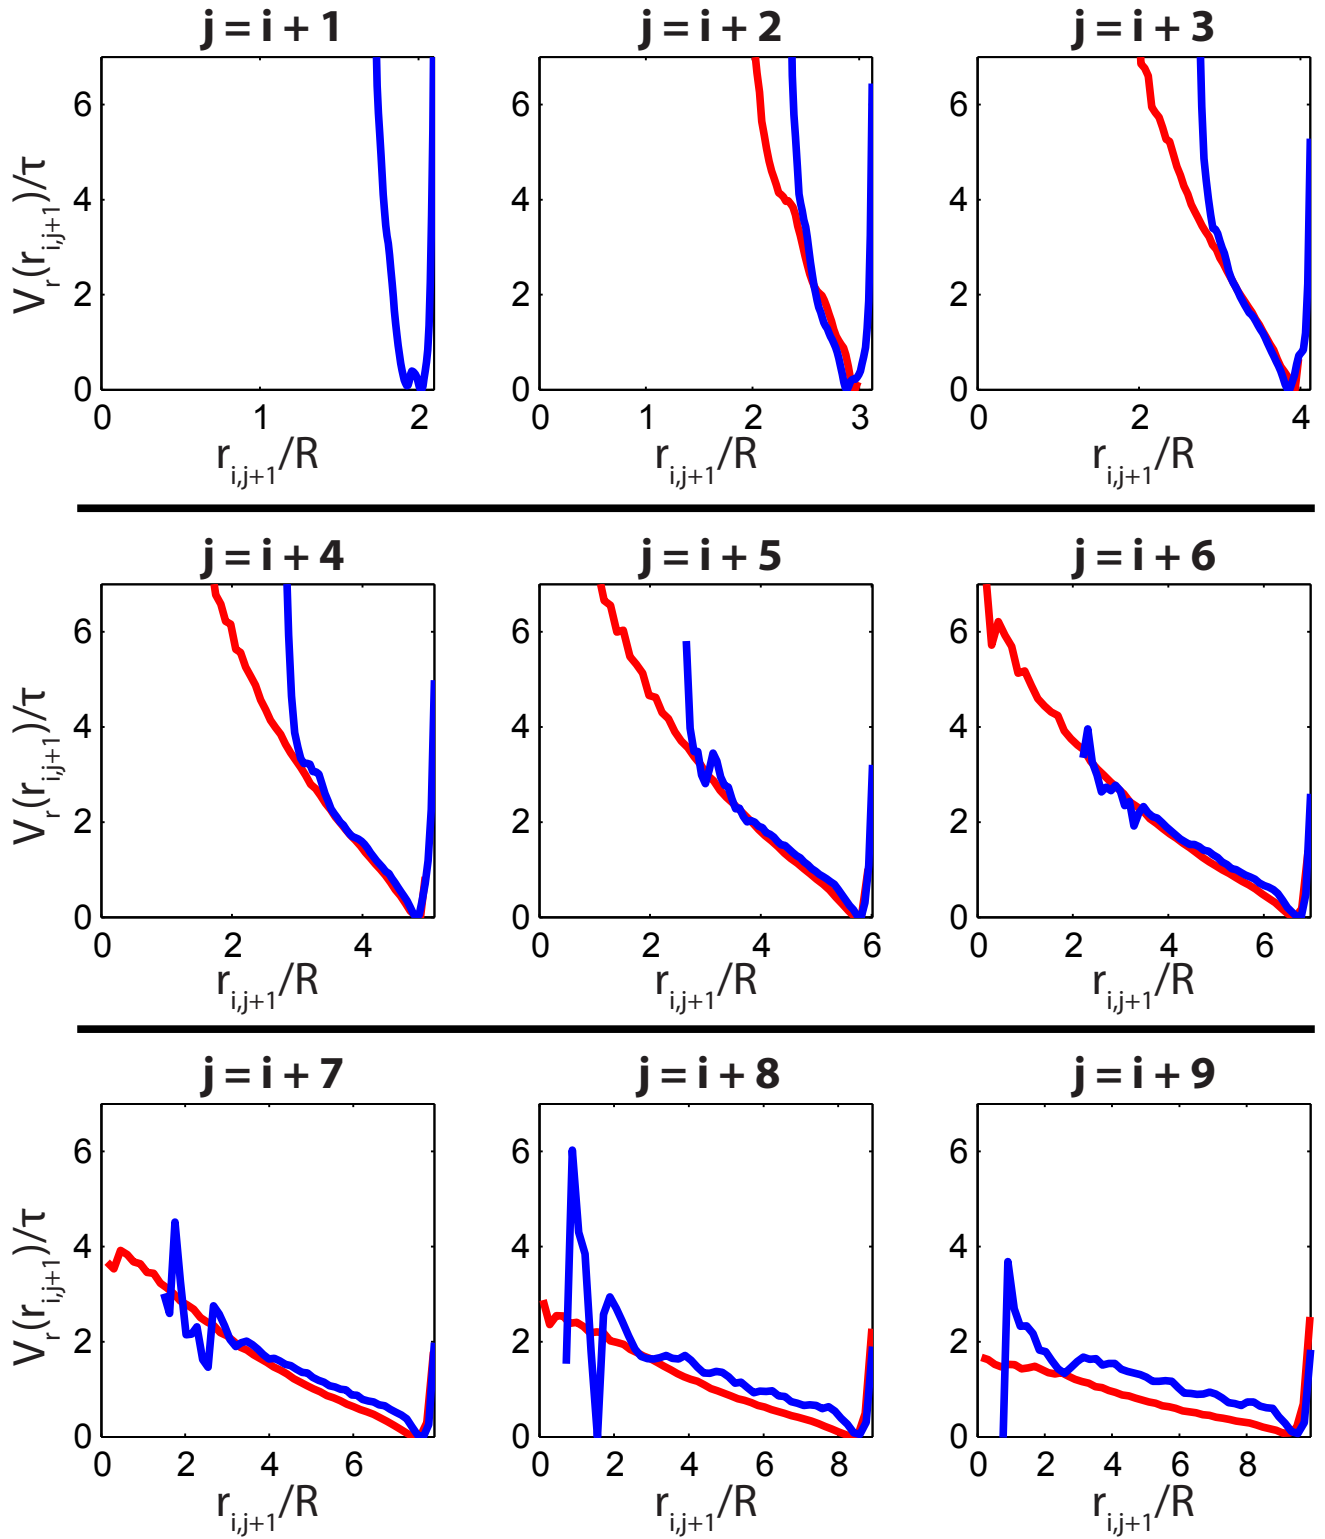 j = i + 1 j = i + 2 j = i + 3
V_r(r_{i,j+1})/τ
6 6 6
4 4 4
2 2 2
0 0 0
0 1 2 0 1 2 3 0 2 4
r_{i,j+1}/R r_{i,j+1}/R r_{i,j+1}/R
j = i + 4 j = i + 5 j = i + 6
V_r(r_{i,j+1})/τ
6 6 6
4 4 4
2 2 2
0 0 0
0 2 4 0 2 4 6 0 2 4 6
r_{i,j+1}/R r_{i,j+1}/R r_{i,j+1}/R
j = i + 7 j = i + 8 j = i + 9
V_r(r_{i,j+1})/τ
6 6 6
4 4 4
2 2 2
0 0 0
0 2 4 6 0 2 4 6 8 0 2 4 6 8
r_{i,j+1}/R r_{i,j+1}/R r_{i,j+1}/R